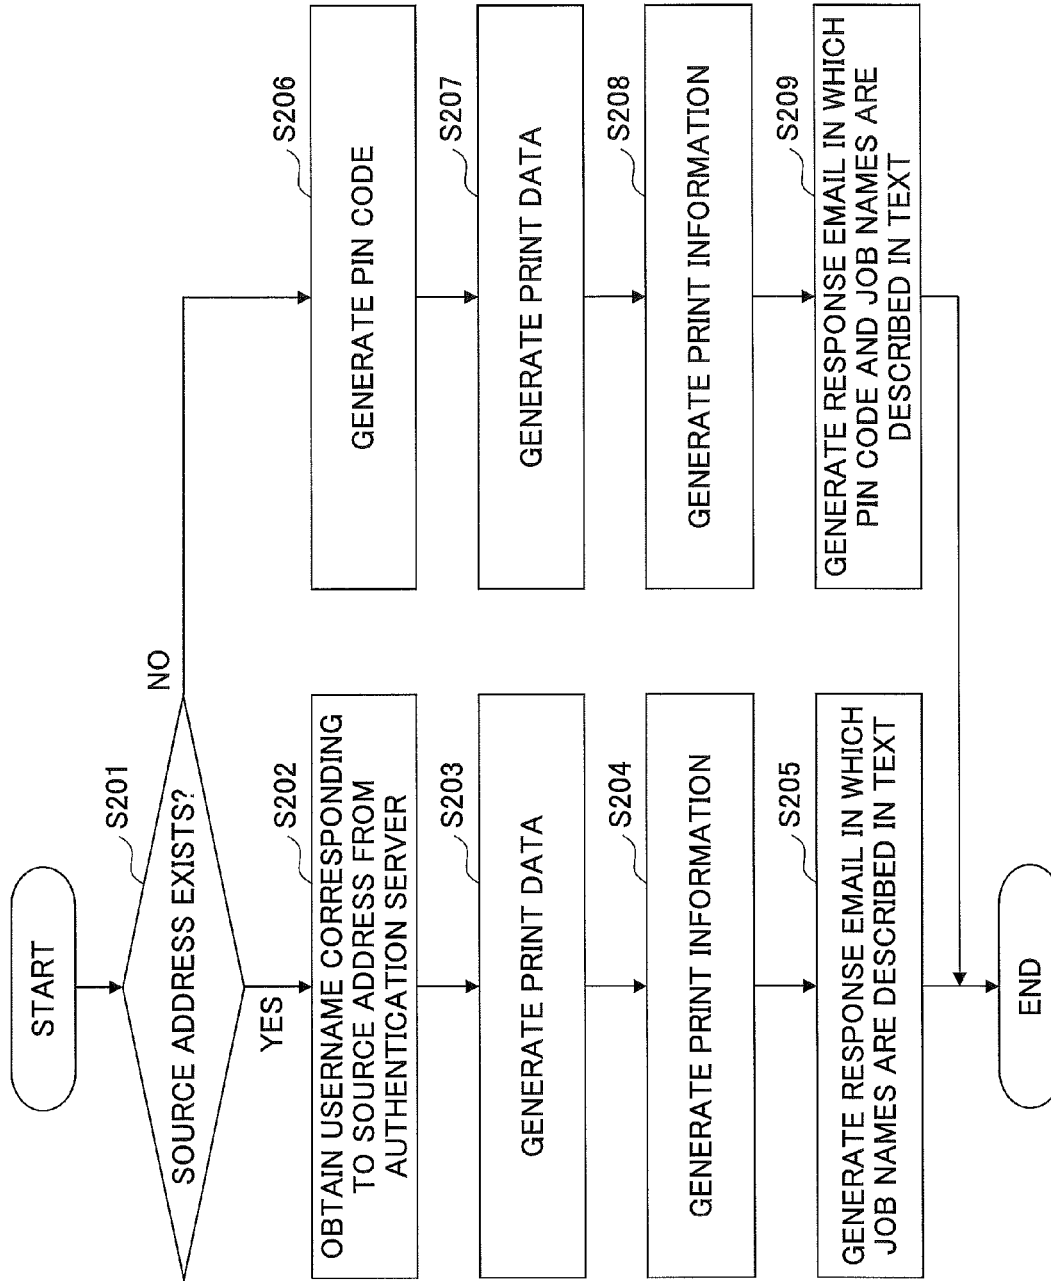 START
S201
SOURCE ADDRESS EXISTS?
NO
YES
S202
OBTAIN USERNAME CORRESPONDING
TO SOURCE ADDRESS FROM
AUTHENTICATION SERVER
S203
GENERATE PRINT DATA
S204
GENERATE PRINT INFORMATION
S205
GENERATE RESPONSE EMAIL IN WHICH
JOB NAMES ARE DESCRIBED IN TEXT
S206
GENERATE PIN CODE
S207
GENERATE PRINT DATA
S208
GENERATE PRINT INFORMATION
S209
GENERATE RESPONSE EMAIL IN WHICH
PIN CODE AND JOB NAMES ARE
DESCRIBED IN TEXT
END